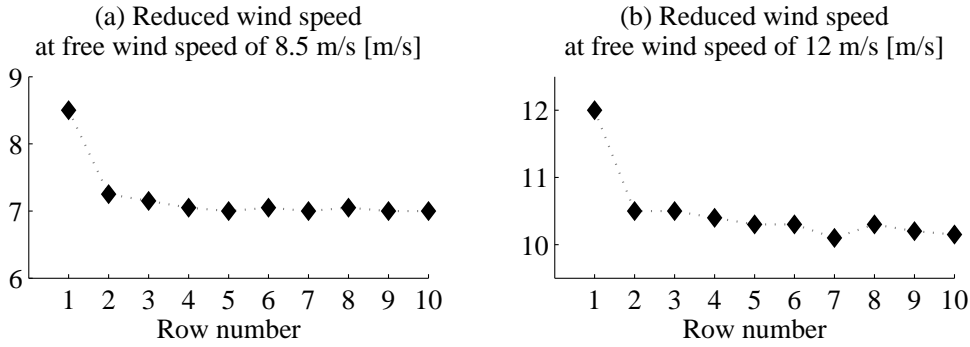 (a) Reduced wind speed
at free wind speed of 8.5 m/s [m/s]
9
8
7
6
1 2 3 4 5 6 7 8 9 10
Row number
(b) Reduced wind speed
at free wind speed of 12 m/s [m/s]
12
11
10
1 2 3 4 5 6 7 8 9 10
Row number